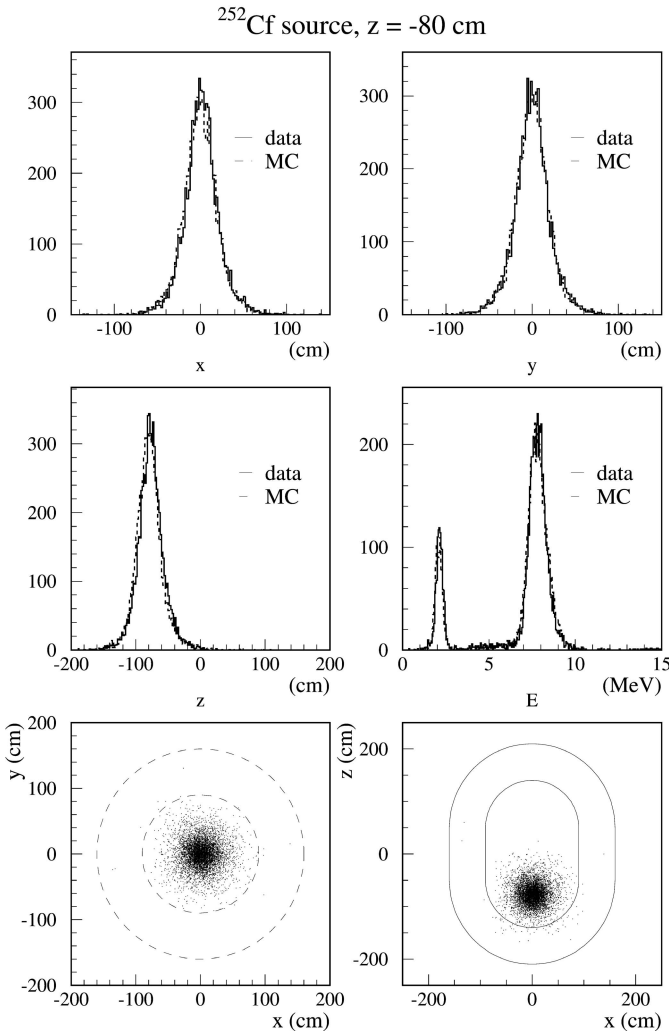 ²⁵²Cf source, z = -80 cm
300
200
100
0
data
MC
-100 0 100
(cm)
x
300
200
100
0
data
MC
-100 0 100
(cm)
y
300
200
100
0
data
MC
-200 -100 0 100 200
(cm)
z
200
100
0
data
MC
0 5 10 15
(MeV)
E
y (cm)
200
100
0
-100
-200
-200 -100 0 100 200
x (cm)
z (cm)
200
0
-200
-200 0 200
x (cm)